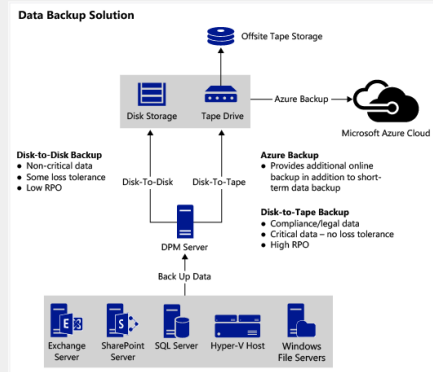 Data Backup Solution
Offsite Tape Storage
Disk Storage
Tape Drive
Azure Backup
Microsoft Azure Cloud
Disk-to-Disk Backup
● Non-critical data
● Some loss tolerance
● Low RPO
Disk-To-Disk
Disk-To-Tape
Azure Backup
● Provides additional online
backup in addition to short-
term data backup
Disk-to-Tape Backup
● Compliance/legal data
● Critical data – no loss tolerance
● High RPO
DPM Server
Back Up Data
E
S
Exchange
Server
SharePoint
Server
SQL Server
Hyper-V Host
Windows
File Servers